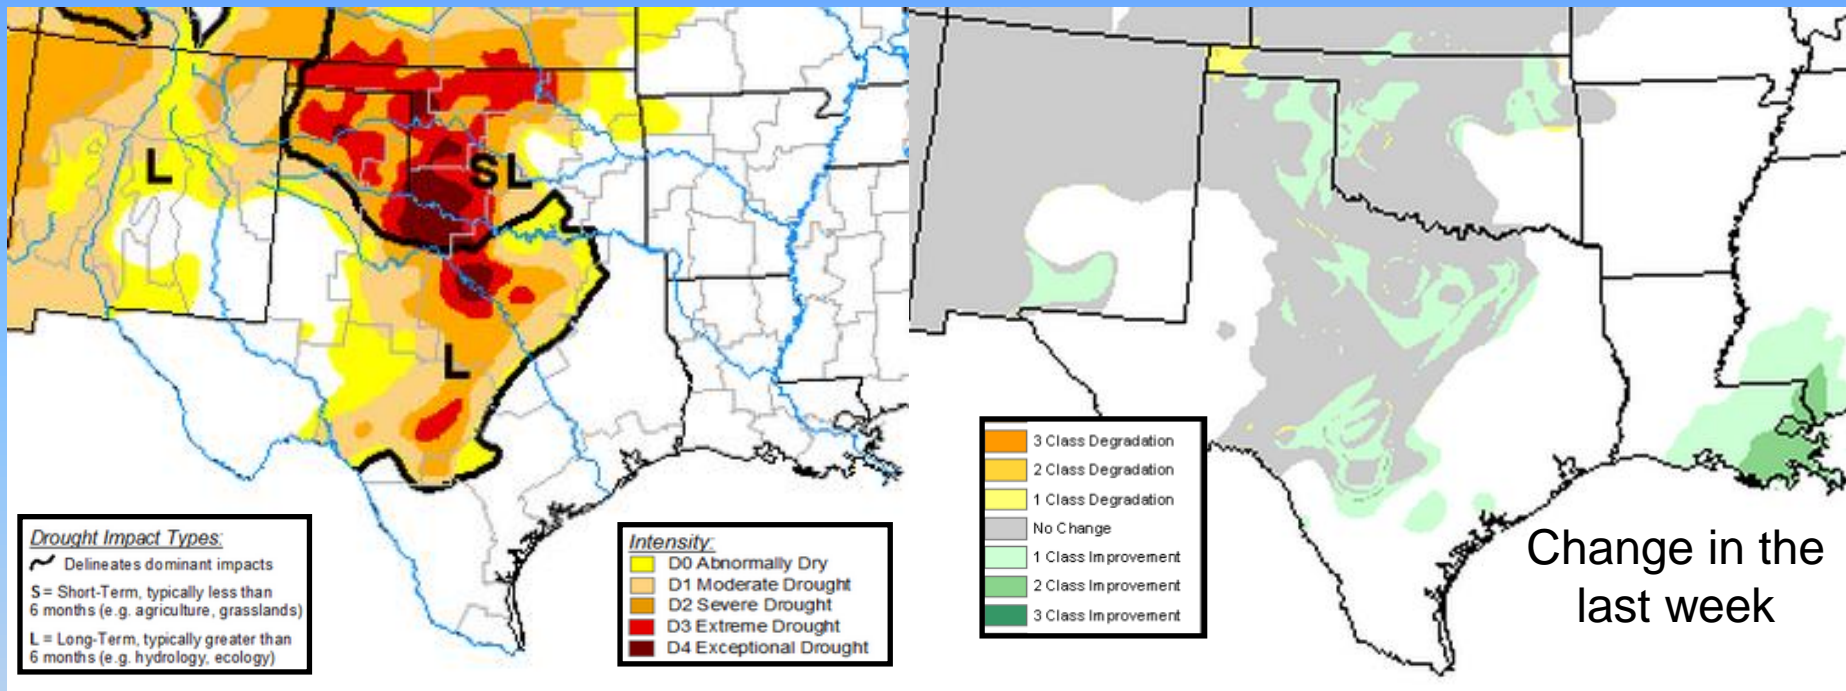 L
SL
L
Drought Impact Types:
Delineates dominant impacts
S = Short-Term, typically less than
6 months (e.g. agriculture, grasslands)
L = Long-Term, typically greater than
6 months (e.g. hydrology, ecology)
Intensity:
D0 Abnormally Dry
D1 Moderate Drought
D2 Severe Drought
D3 Extreme Drought
D4 Exceptional Drought
3 Class Degradation
2 Class Degradation
1 Class Degradation
No Change
1 Class Improvement
2 Class Improvement
3 Class Improvement
Change in the
last week